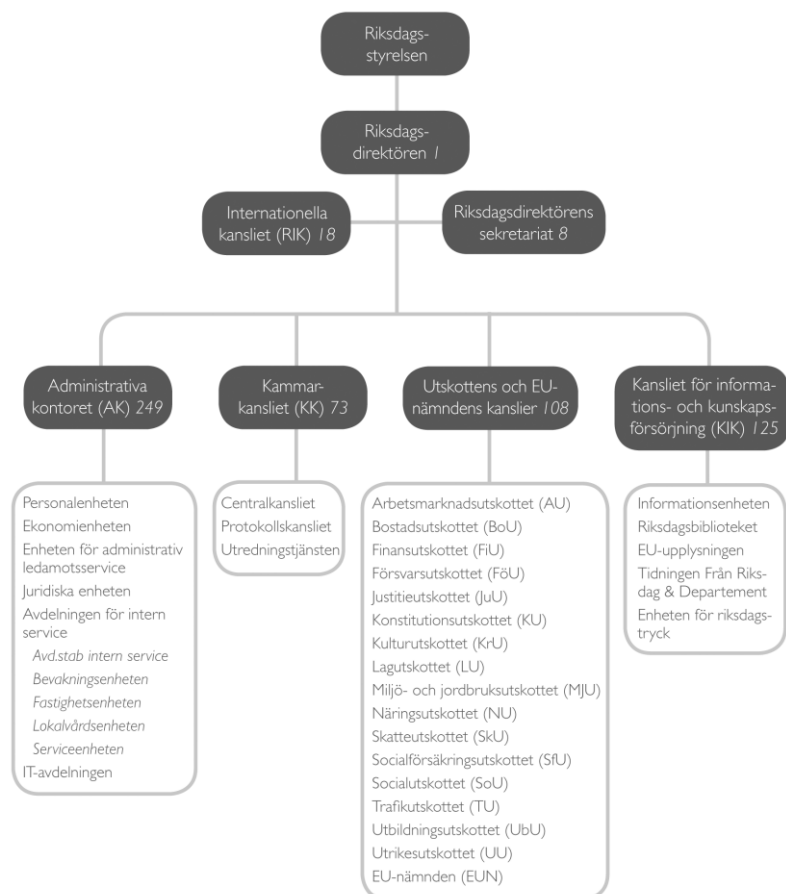 Riksdags-
styrelsen
Riksdags-
direktören 1
Internationella
kansliet (RIK) 18
Riksdagsdirektörens
sekretariat 8
Administrativa
kontoret (AK) 249
Kammar-
kansliet (KK) 73
Utskottens och EU-
nämndens kanslier 108
Kansliet för informa-
tions- och kunskaps-
försörjning (KIK) 125
Personalenheten
Ekonomienheten
Enheten för administrativ
ledamotsservice
Juridiska enheten
Avdelningen för intern
service
Avd.stab intern service
Bevakningsenheten
Fastighetsenheten
Lokalvårdsenheten
Serviceenheten
IT-avdelningen
Centralkansliet
Protokollskansliet
Utredningstjänsten
Arbetsmarknadsutskottet (AU)
Bostadsutskottet (BoU)
Finansutskottet (FiU)
Försvarsutskottet (FöU)
Justitieutskottet (JuU)
Konstitutionsutskottet (KU)
Kulturutskottet (KrU)
Lagutskottet (LU)
Miljö- och jordbruksutskottet (MJU)
Näringsutskottet (NU)
Skatteutskottet (SkU)
Socialförsäkringsutskottet (SfU)
Socialutskottet (SoU)
Trafikutskottet (TU)
Utbildningsutskottet (UbU)
Utrikesutskottet (UU)
EU-nämnden (EUN)
Informationsenheten
Riksdagsbiblioteket
EU-upplysningen
Tidningen Från Riks-
dag & Departement
Enheten för riksdags-
tryck